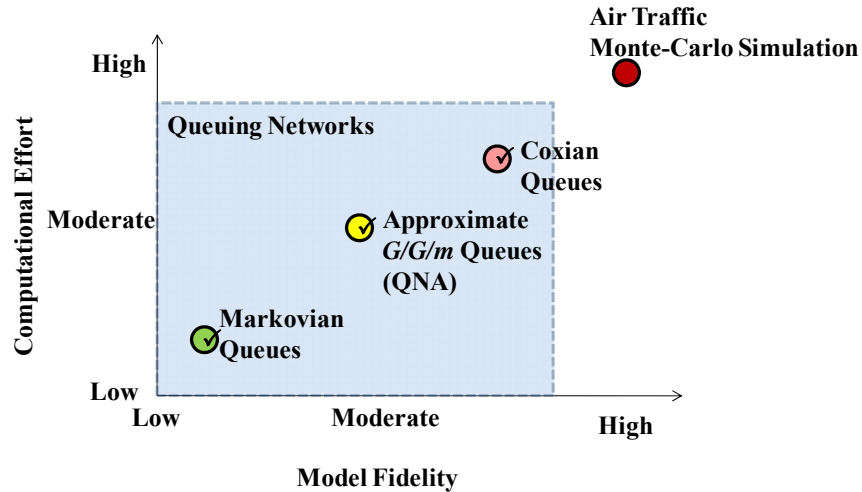 Air Traffic
Monte-Carlo Simulation
High
Queuing Networks
Coxian
Queues
Computational Effort
Moderate
Approximate
G/G/m Queues
(QNA)
Markovian
Queues
Low
Low
Moderate
High
Model Fidelity